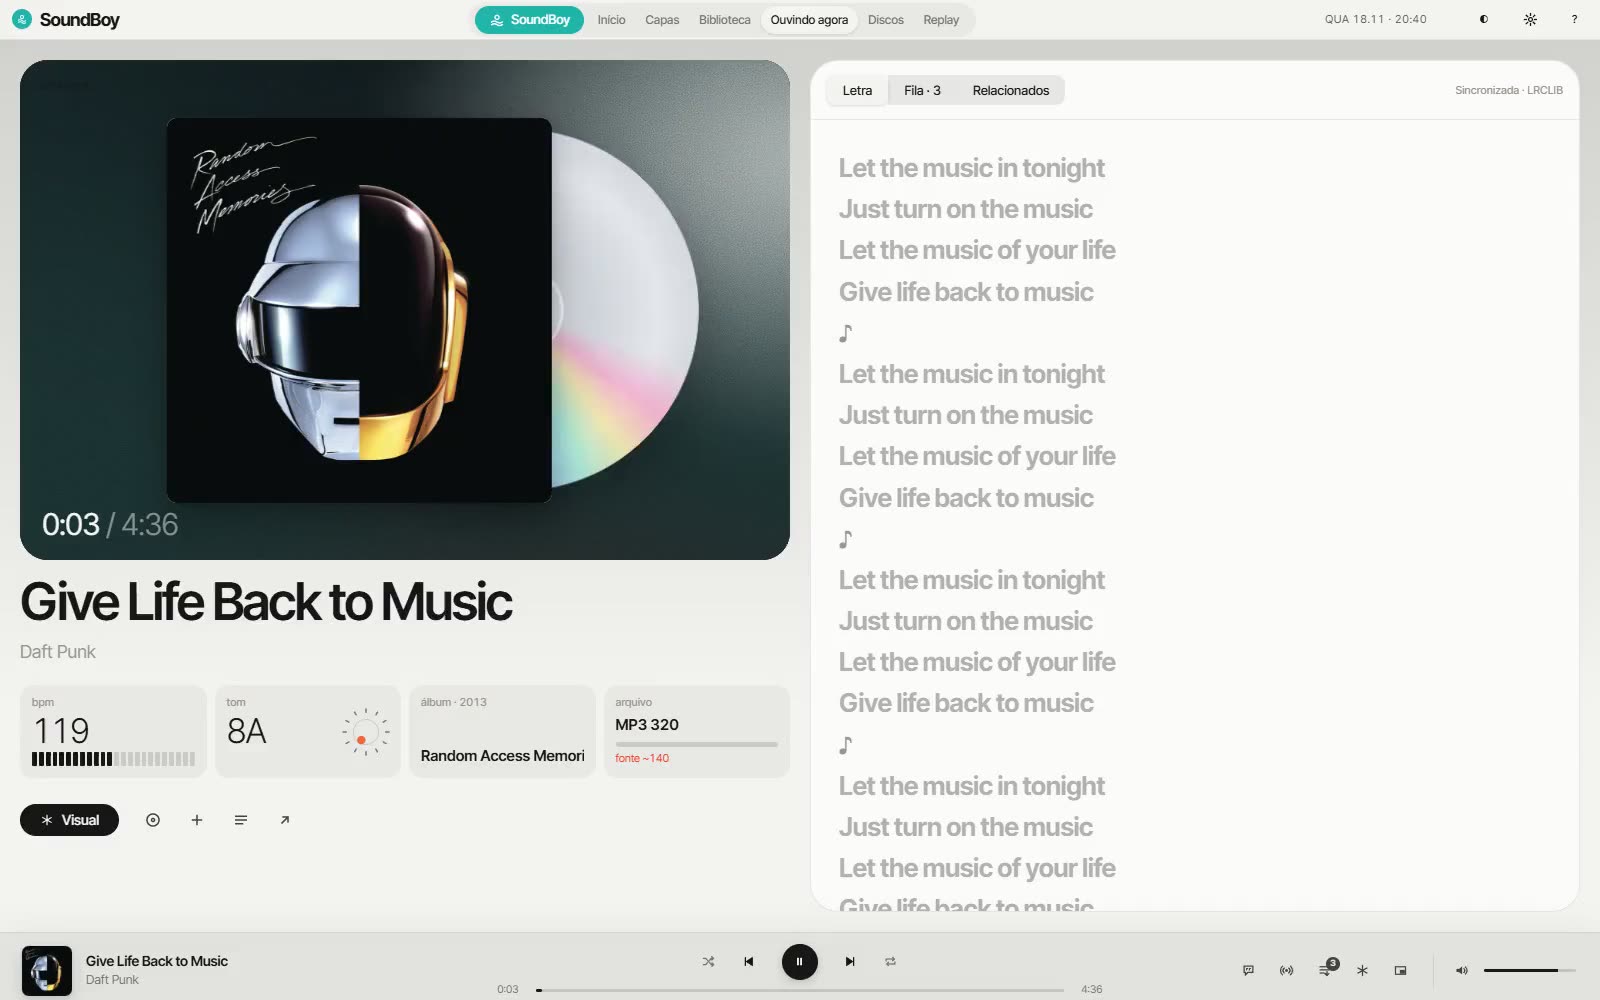 SoundBoy
SoundBoy
Início
Capas
Biblioteca
Ouvindo agora
Discos
Replay
QUA 18.11 · 20:40
?
Random
Access
Memories
0:03 / 4:36
Give Life Back to Music
Daft Punk
bpm
119
tom
8A
álbum · 2013
Random Access Memori
arquivo
MP3 320
fonte ~140
Visual
Letra
Fila · 3
Relacionados
Sincronizada · LRCLIB
Let the music in tonight
Just turn on the music
Let the music of your life
Give life back to music
♪
Let the music in tonight
Just turn on the music
Let the music of your life
Give life back to music
♪
Let the music in tonight
Just turn on the music
Let the music of your life
Give life back to music
♪
Let the music in tonight
Just turn on the music
Let the music of your life
Give life back to music
Give Life Back to Music
Daft Punk
0:03
4:36
3